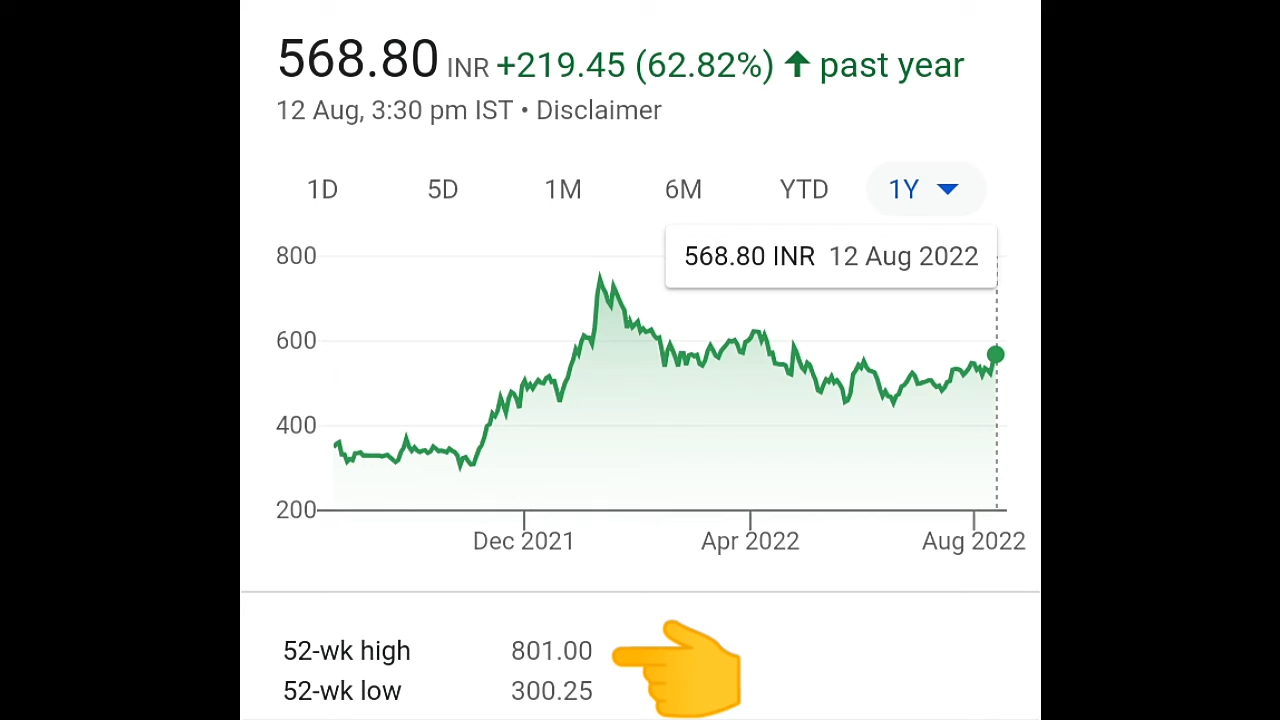 568.80 INR +219.45 (62.82%) ↑ past year
12 Aug, 3:30 pm IST • Disclaimer
1D 5D 1M 6M YTD 1Y
568.80 INR 12 Aug 2022
800
600
400
200
Dec 2021 Apr 2022 Aug 2022
52-wk high 801.00
52-wk low 300.25